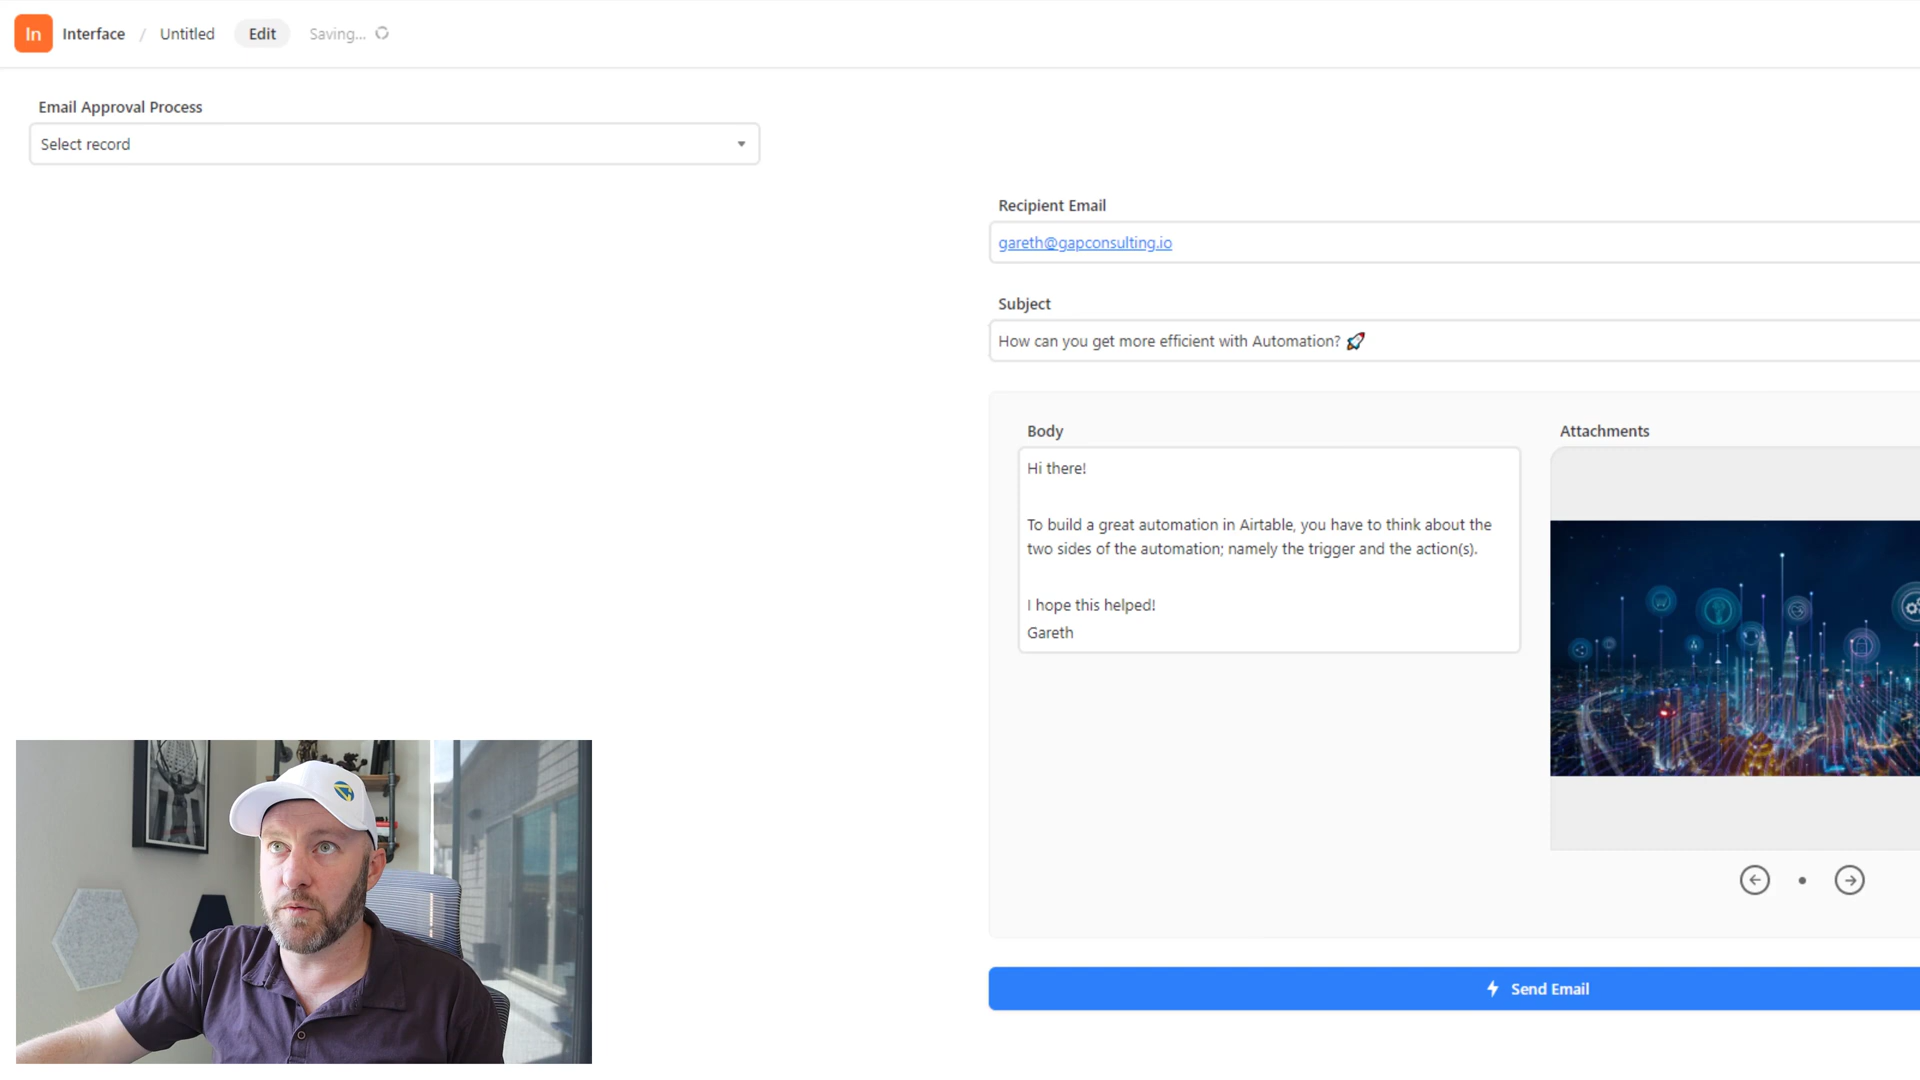 In Interface / Untitled Edit Saving...
Email Approval Process
Select record
Recipient Email
gareth@gapconsulting.io
Subject
How can you get more efficient with Automation? 🚀
Body
Attachments
Hi there!
To build a great automation in Airtable, you have to think about the
two sides of the automation; namely the trigger and the action(s).
I hope this helped!
Gareth
Send Email